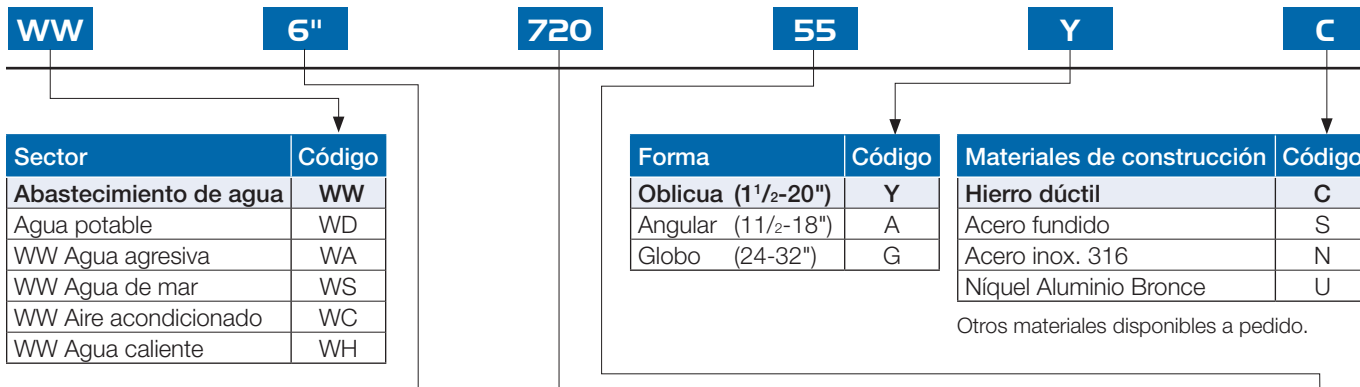 WW 6" 720 55 Y C
Sector Código
Abastecimiento de agua WW
Agua potable WD
WW Agua agresiva WA
WW Agua de mar WS
WW Aire acondicionado WC
WW Agua caliente WH
Forma Código
Oblicua (1¹/₂-20") Y
Angular (11/₂-18") A
Globo (24-32") G
Materiales de construcción Código
Hierro dúctil C
Acero fundido S
Acero inox. 316 N
Níquel Aluminio Bronce U
Otros materiales disponibles a pedido.